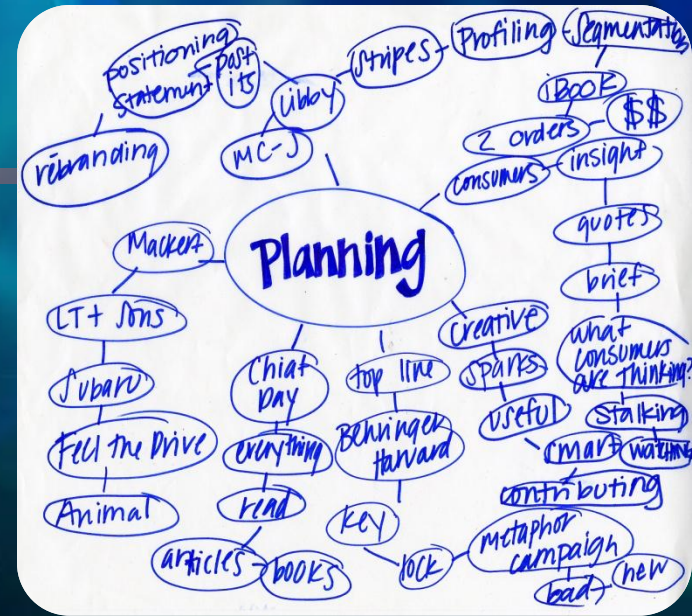 positioning
statement
post
its
Libby
Stripes
Profiling
Segmentation
rebranding
MC-J
iBook
$$
2 orders
consumers
insight
quotes
brief
what
consumers
are thinking?
Stalking
watching
Planning
Mackert
LT + Sons
Subaru
Feel the Drive
Animal
Chiat
Day
everything
read
articles
books
top line
Behringer
Harvard
key
lock
metaphor
campaign
bad
new
creative
sparks
useful
smart
contributing